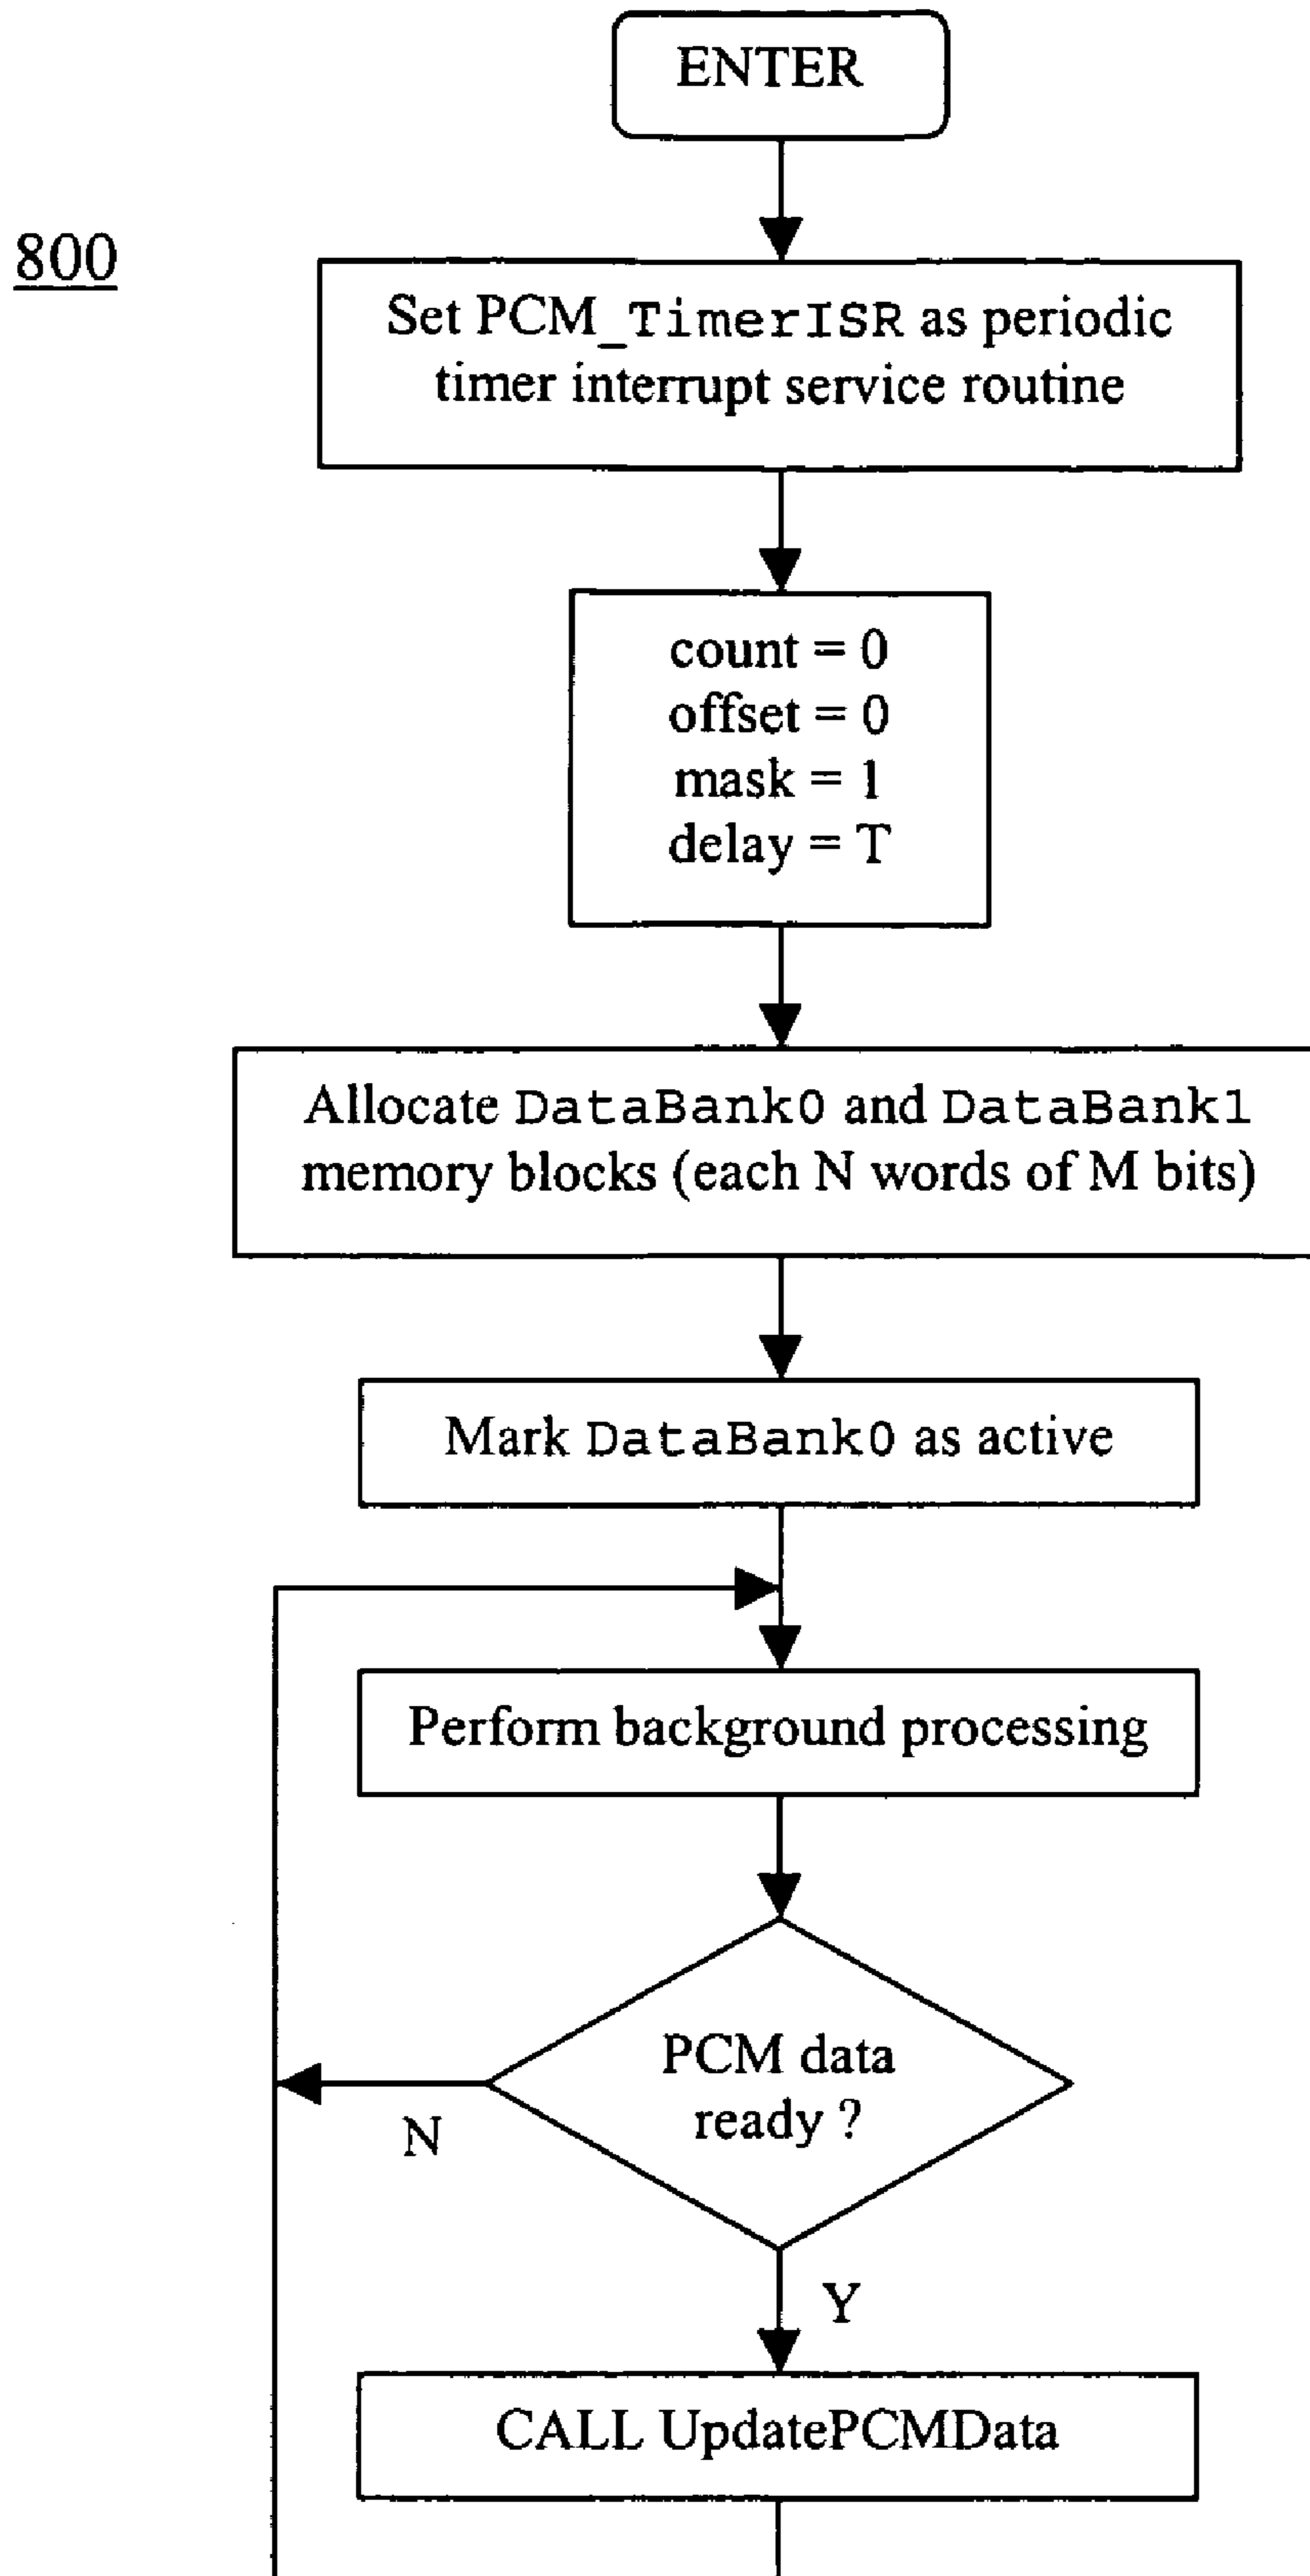 ENTER
800
Set PCM_TimerISR as periodic
timer interrupt service routine
count = 0
offset = 0
mask = 1
delay = T
Allocate DataBank0 and DataBank1
memory blocks (each N words of M bits)
Mark DataBank0 as active
Perform background processing
PCM data
ready ?
N
Y
CALL UpdatePCMData